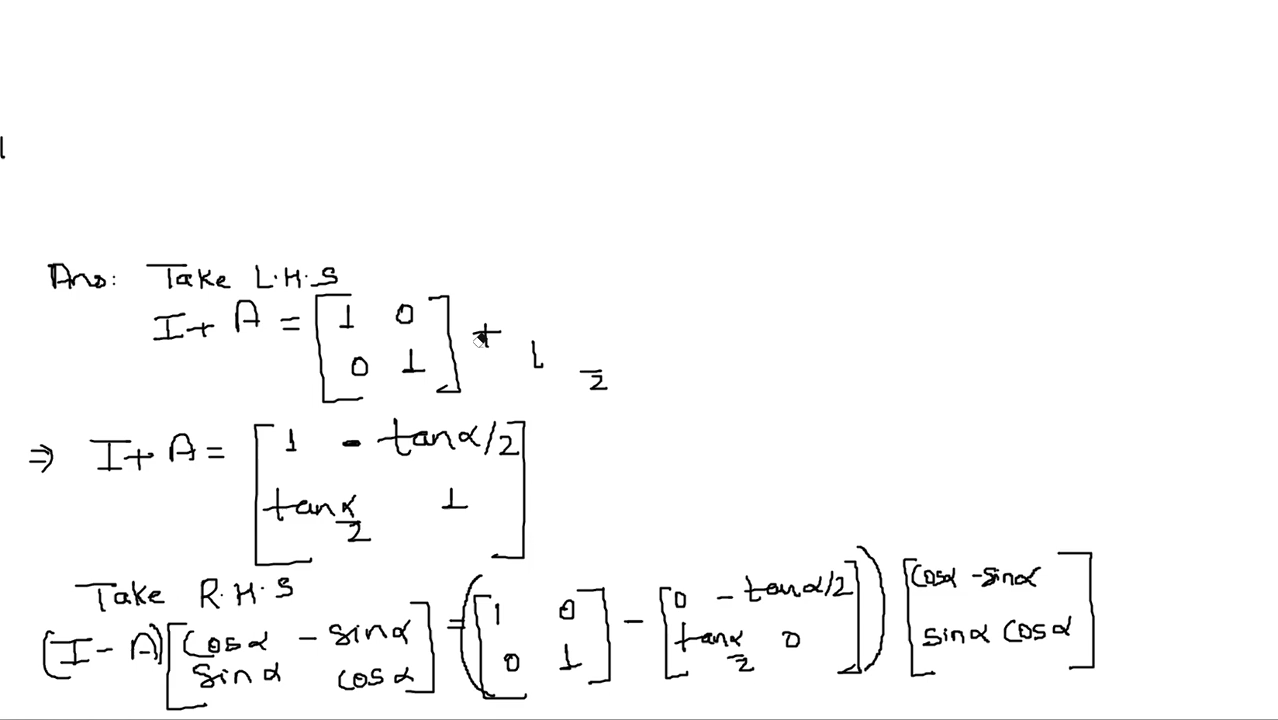 Ans: Take L.H.S
I + A = [1 0
0 1] +
2
⇒ I + A = [1 - tanα/2
tanα/2 1]
Take R.H.S
(I - A) [cosα - sinα
sinα cosα] = ([1 0
0 1] - [0 - tanα/2
tanα/2 0]) [cosα - sinα
sinα cosα]